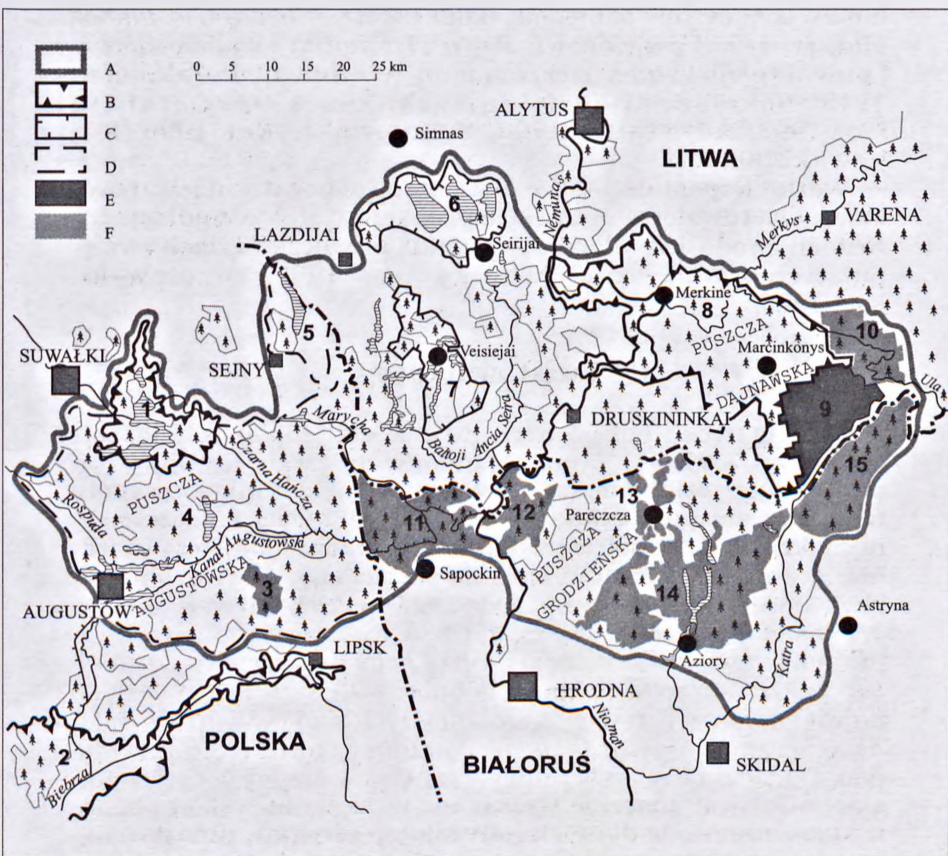 A
B
C
D
E
F
0 5 10 15 20 25 km
Simnas
ALYTUS
LITWA
Nemunas
Merkys
VARENA
6
LAZDIJAI
Seirijai
Merkine
8
PUSZCZA
DAJNAWSKA
Marcinkonys
10
Ula
SUWAŁKI
5
SEJNY
Veisiejai
7
1
Marycha
Bałtoji Ancia
Seira
DRUSKININKAI
9
15
Czarna Hańcza
PUSZCZA
AUGUSTOWSKA
4
Rospuda
Kanał Augustowski
11
12
13
Pareczcza
PUSZCZA
GRODZIEŃSKA
3
Sapockin
14
AUGUSTÓW
Astryna
LIPSK
Aziory
Katra
HRODNA
Nioman
POLSKA
BIAŁORUŚ
SKIDAL
2
Biebrza